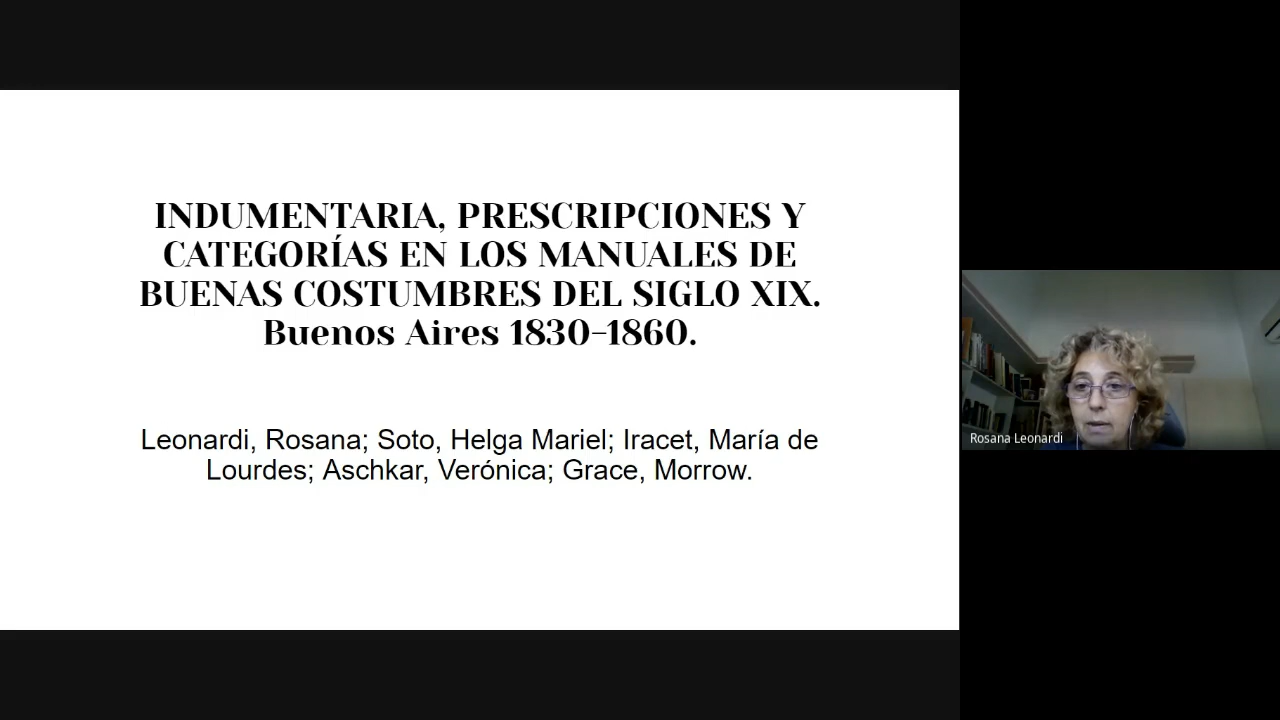 INDUMENTARIA, PRESCRIPCIONES Y
CATEGORÍAS EN LOS MANUALES DE
BUENAS COSTUMBRES DEL SIGLO XIX.
Buenos Aires 1830-1860.
Leonardi, Rosana; Soto, Helga Mariel; Iracet, María de
Lourdes; Aschkar, Verónica; Grace, Morrow.
Rosana Leonardi